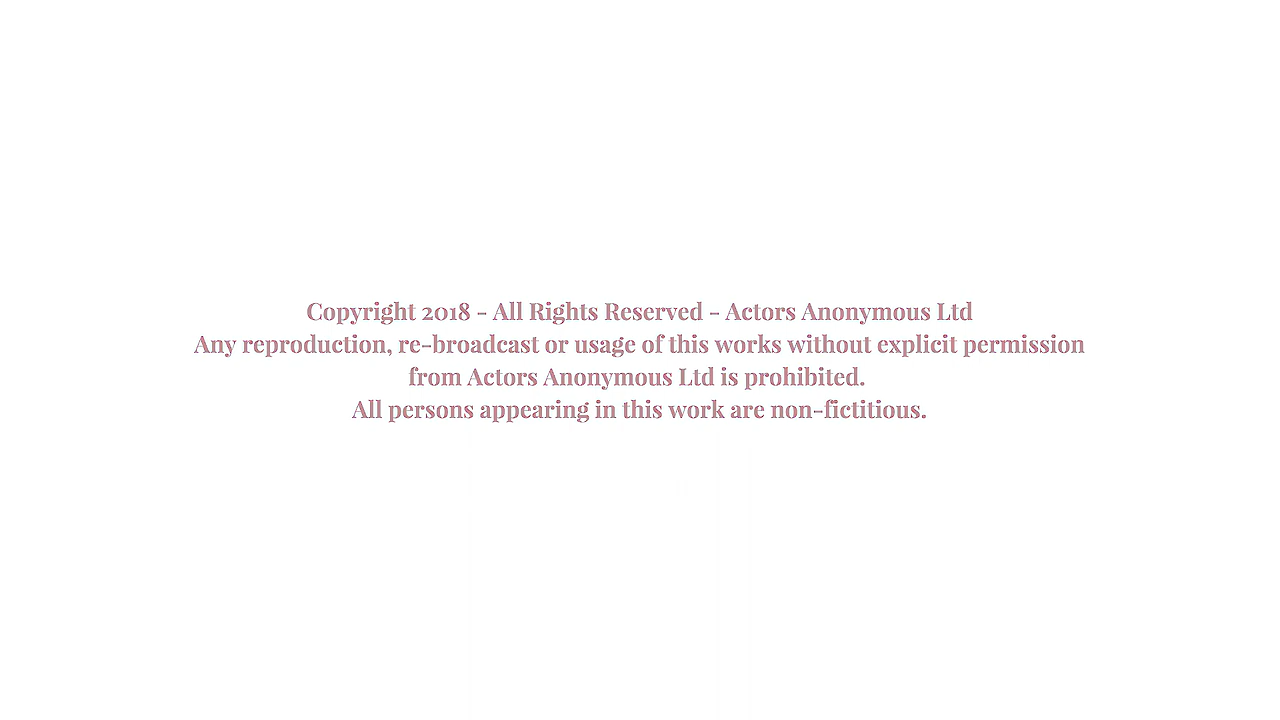 Copyright 2018 - All Rights Reserved - Actors Anonymous Ltd
Any reproduction, re-broadcast or usage of this works without explicit permission
from Actors Anonymous Ltd is prohibited.
All persons appearing in this work are non-fictitious.